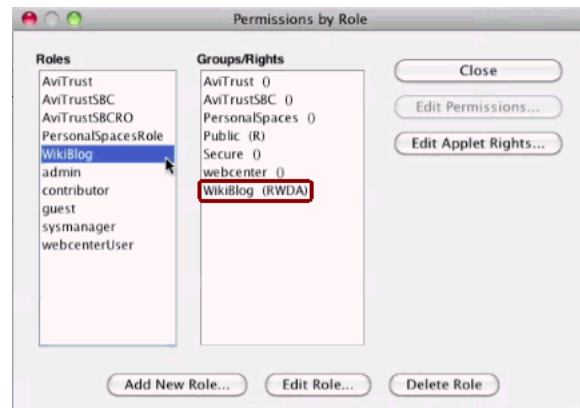 Permissions by Role
Roles
AviTrust
AviTrustSBC
AviTrustSBCRO
PersonalSpacesRole
WikiBlog
admin
contributor
guest
sysmanager
webcenterUser
Groups/Rights
AviTrust ()
AviTrustSBC ()
PersonalSpaces ()
Public (R)
Secure ()
webcenter ()
WikiBlog (RWDA)
Close
Edit Permissions...
Edit Applet Rights...
Add New Role...
Edit Role...
Delete Role